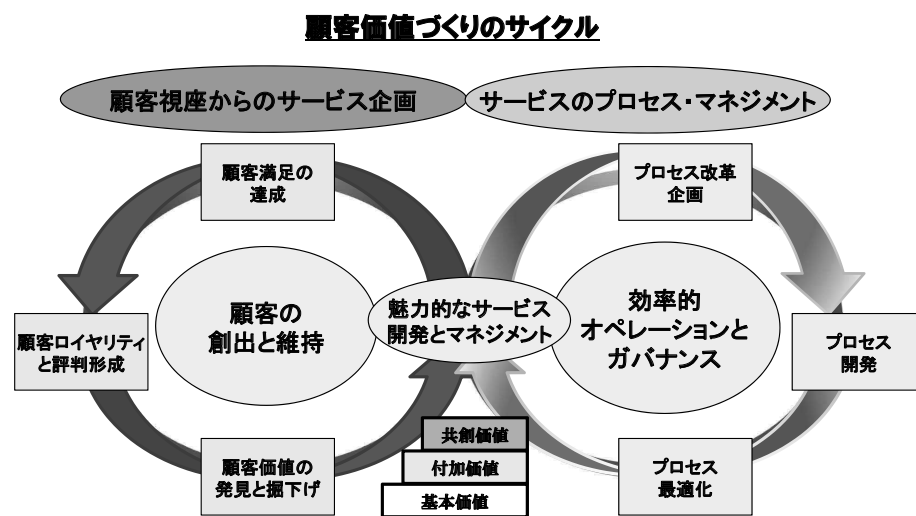 顧客価値づくりのサイクル
顧客視座からのサービス企画
サービスのプロセス・マネジメント
顧客満足の
達成
プロセス改革
企画
顧客の
創出と維持
魅力的なサービス
開発とマネジメント
効率的
オペレーションと
ガバナンス
顧客ロイヤリティ
と評判形成
プロセス
開発
顧客価値の
発見と掘下げ
共創価値
付加価値
基本価値
プロセス
最適化